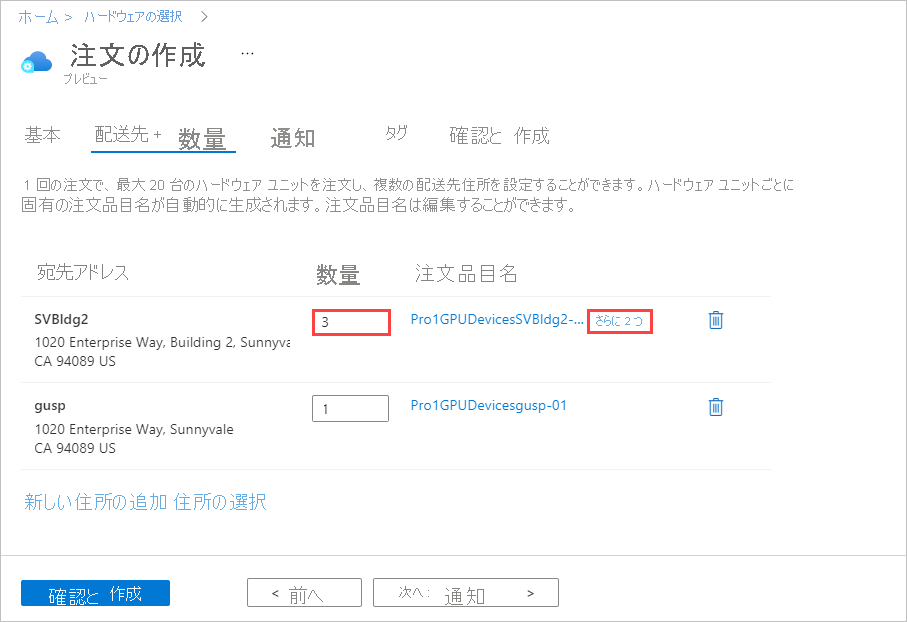 ホーム > ハードウェアの選択 >
注文の作成 …
プレビュー
基本 配送先 + 数量 通知 タグ 確認と 作成
1 回の注文で、最大 20 台のハードウェア ユニットを注文し、複数の配送先住所を設定することができます。ハードウェア ユニットごとに
固有の注文品目名が自動的に生成されます。注文品目名は編集することができます。
宛先アドレス 数量 注文品目名
SVBldg2 3 Pro1GPUDevicesSVBldg2-... さらに 2 つ
1020 Enterprise Way, Building 2, Sunnyva
CA 94089 US
gusp 1 Pro1GPUDevicesgusp-01
1020 Enterprise Way, Sunnyvale
CA 94089 US
新しい住所の追加 住所の選択
確認と 作成 < 前へ 次へ: 通知 >